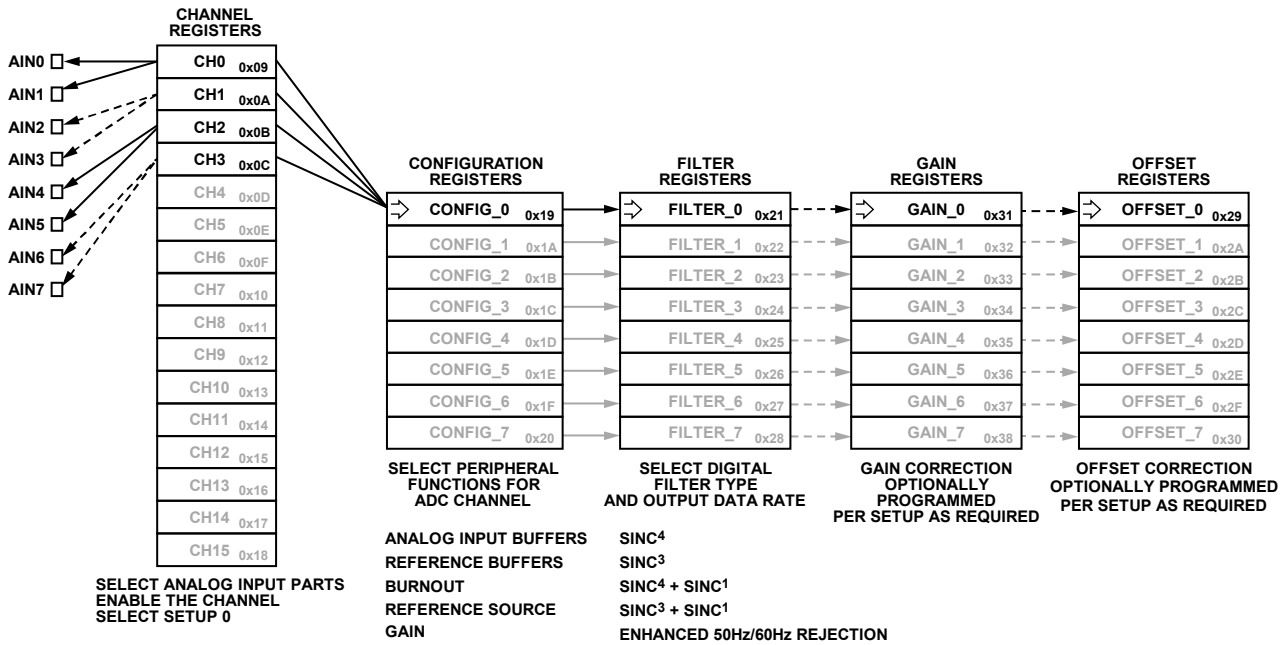 CHANNEL
REGISTERS
AIN0
AIN1
AIN2
AIN3
AIN4
AIN5
AIN6
AIN7
CH0 0x09
CH1 0x0A
CH2 0x0B
CH3 0x0C
CH4 0x0D
CH5 0x0E
CH6 0x0F
CH7 0x10
CH8 0x11
CH9 0x12
CH10 0x13
CH11 0x14
CH12 0x15
CH13 0x16
CH14 0x17
CH15 0x18
SELECT ANALOG INPUT PARTS
ENABLE THE CHANNEL
SELECT SETUP 0
CONFIGURATION
REGISTERS
CONFIG_0 0x19
CONFIG_1 0x1A
CONFIG_2 0x1B
CONFIG_3 0x1C
CONFIG_4 0x1D
CONFIG_5 0x1E
CONFIG_6 0x1F
CONFIG_7 0x20
SELECT PERIPHERAL
FUNCTIONS FOR
ADC CHANNEL
ANALOG INPUT BUFFERS
REFERENCE BUFFERS
BURNOUT
REFERENCE SOURCE
GAIN
FILTER
REGISTERS
FILTER_0 0x21
FILTER_1 0x22
FILTER_2 0x23
FILTER_3 0x24
FILTER_4 0x25
FILTER_5 0x26
FILTER_6 0x27
FILTER_7 0x28
SELECT DIGITAL
FILTER TYPE
AND OUTPUT DATA RATE
SINC4
SINC3
SINC4 + SINC1
SINC3 + SINC1
ENHANCED 50Hz/60Hz REJECTION
GAIN
REGISTERS
GAIN_0 0x31
GAIN_1 0x32
GAIN_2 0x33
GAIN_3 0x34
GAIN_4 0x35
GAIN_5 0x36
GAIN_6 0x37
GAIN_7 0x38
GAIN CORRECTION
OPTIONALLY
PROGRAMMED
PER SETUP AS REQUIRED
OFFSET
REGISTERS
OFFSET_0 0x29
OFFSET_1 0x2A
OFFSET_2 0x2B
OFFSET_3 0x2C
OFFSET_4 0x2D
OFFSET_5 0x2E
OFFSET_6 0x2F
OFFSET_7 0x30
OFFSET CORRECTION
OPTIONALLY PROGRAMMED
PER SETUP AS REQUIRED